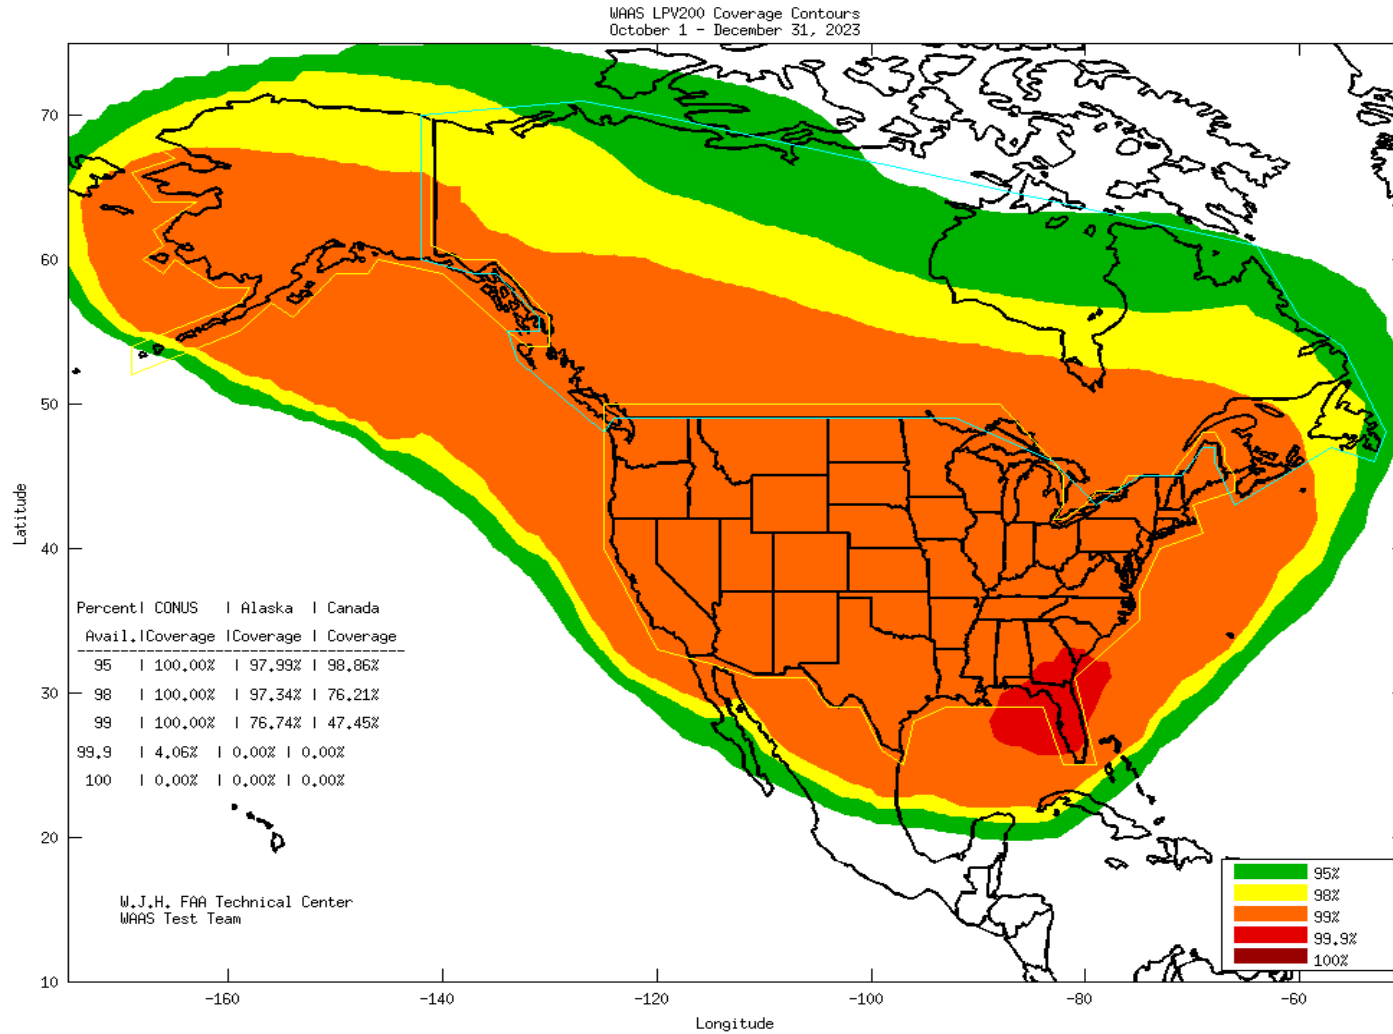 WAAS LPV200 Coverage Contours
October 1 - December 31, 2023
70
60
50
40
30
20
10
Latitude
Percent| CONUS | Alaska | Canada
Avail.|Coverage |Coverage | Coverage
--------------------------------------
95 | 100.00% | 97.99% | 98.86%
98 | 100.00% | 97.34% | 76.21%
99 | 100.00% | 76.74% | 47.45%
99.9 | 4.06% | 0.00% | 0.00%
100 | 0.00% | 0.00% | 0.00%
W.J.H. FAA Technical Center
WAAS Test Team
95%
98%
99%
99.9%
100%
-160 -140 -120 -100 -80 -60
Longitude